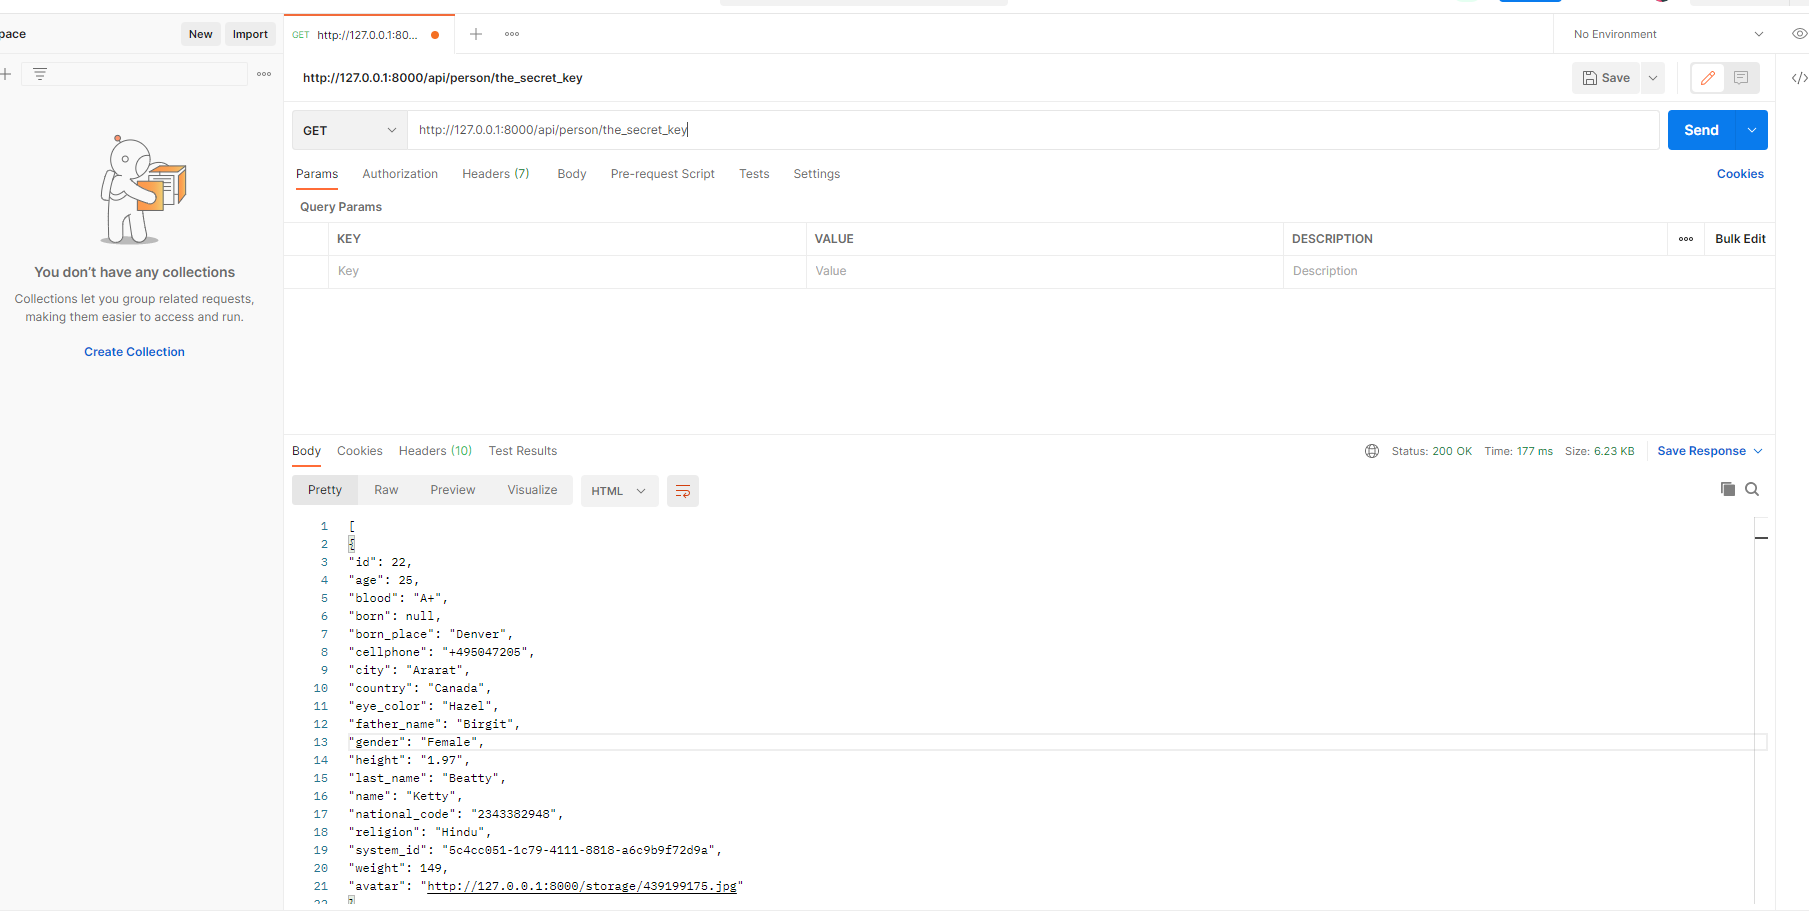 pace
New
Import
GET http://127.0.0.1:80...
No Environment
http://127.0.0.1:8000/api/person/the_secret_key
Save
GET
http://127.0.0.1:8000/api/person/the_secret_key
Send
Params
Authorization
Headers (7)
Body
Pre-request Script
Tests
Settings
Cookies
Query Params
KEY
VALUE
DESCRIPTION
Bulk Edit
Key
Value
Description
You don't have any collections
Collections let you group related requests,
making them easier to access and run.
Create Collection
Body
Cookies
Headers (10)
Test Results
Status: 200 OK
Time: 177 ms
Size: 6.23 KB
Save Response
Pretty
Raw
Preview
Visualize
HTML
1 [
2 {
3 "id": 22,
4 "age": 25,
5 "blood": "A+",
6 "born": null,
7 "born_place": "Denver",
8 "cellphone": "+495047205",
9 "city": "Ararat",
10 "country": "Canada",
11 "eye_color": "Hazel",
12 "father_name": "Birgit",
13 "gender": "Female",
14 "height": "1.97",
15 "last_name": "Beatty",
16 "name": "Ketty",
17 "national_code": "2343382948",
18 "religion": "Hindu",
19 "system_id": "5c4cc051-1c79-4111-8818-a6c9b9f72d9a",
20 "weight": 149,
21 "avatar": "http://127.0.0.1:8000/storage/439199175.jpg"